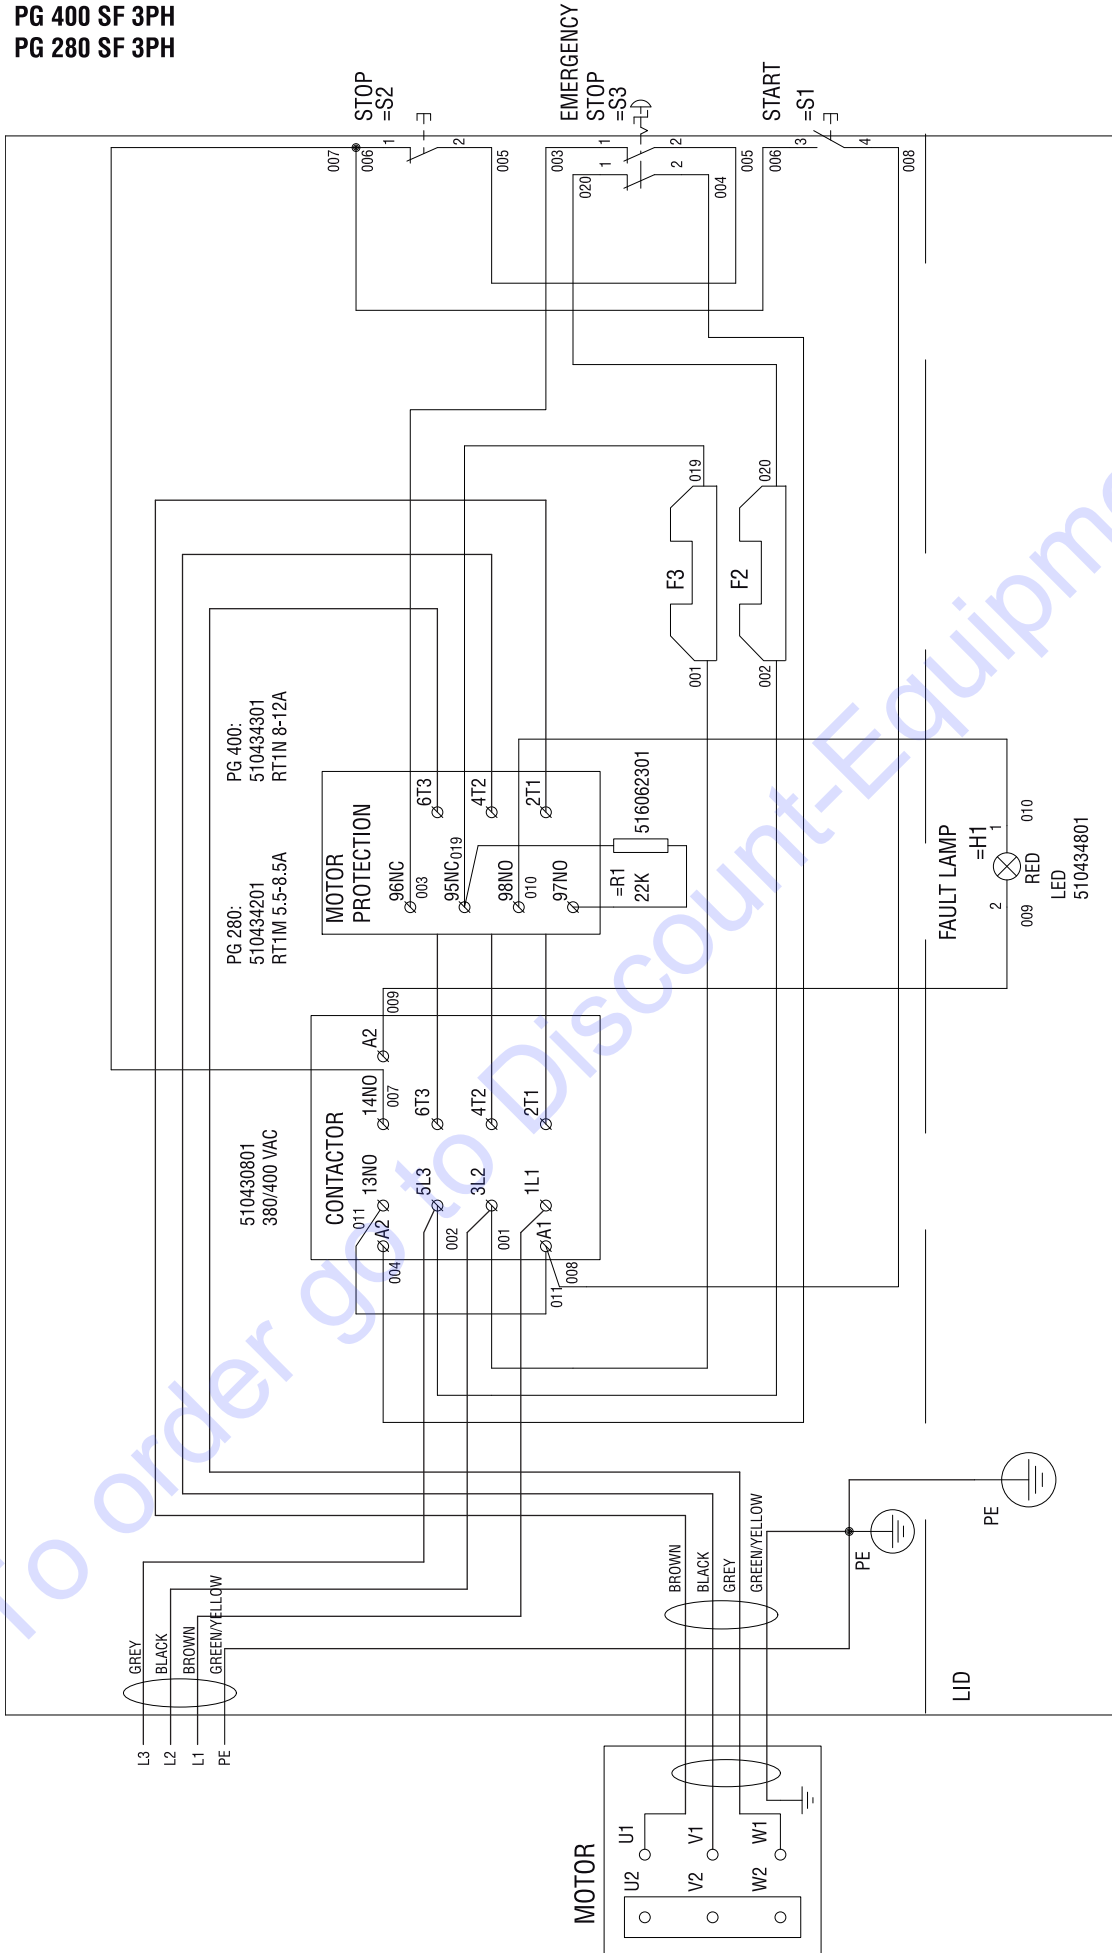 PG 400 SF 3PH
PG 280 SF 3PH
STOP
=S2
1
2
007
006
005
EMERGENCY
STOP
=S3
003
1
1
2
2
020
004
005
START
=S1
3
4
006
008
019
F3
001
020
F2
002
PG 400:
510434301
RT1N 8-12A
PG 280:
510434201
RT1M 5.5-8.5A
MOTOR
PROTECTION
96NC
003
95NC
019
98NO
010
97NO
6T3
4T2
2T1
=R1
22K
516062301
FAULT LAMP
=H1
1
010
2
009
RED
LED
510434801
510430801
380/400 VAC
CONTACTOR
13NO
14NO
007
A2
009
011
A2
004
5L3
6T3
002
3L2
4T2
001
1L1
2T1
A1
008
011
GREY
BLACK
BROWN
GREEN/YELLOW
L3
L2
L1
PE
BROWN
BLACK
GREY
GREEN/YELLOW
PE
PE
LID
MOTOR
U2
U1
V2
V1
W2
W1
To order go to Discount-Equipme